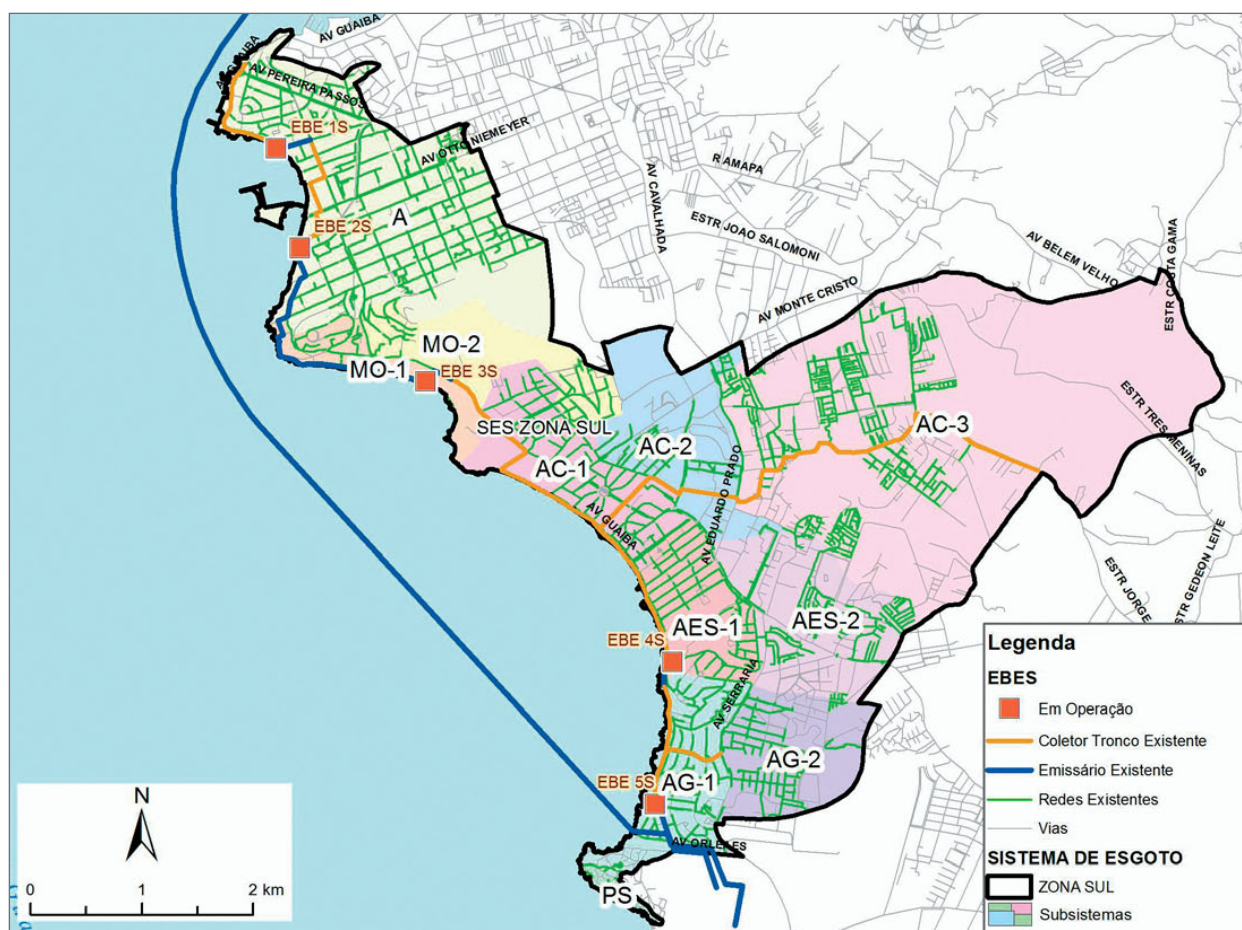 AV GUAIBA
AV GUAIBA
AV PEREIRA PASSOS
EBE 1S
AV OTTO NIEMEYER
R AMAPA
AV CAVALHADA
ESTR JOAO SALOMONI
A
EBE 2S
AV BELEM VELHO
ESTR COSTA GAMA
AV MONTE CRISTO
MO-2
MO-1
EBE 3S
ESTR TRES MENINAS
SES ZONA SUL
AC-2
AC-3
AC-1
AV EDUARDO PRADO
AV GUAIBA
ESTR JORGE
ESTR GEDEON LEITE
AES-1
AES-2
EBE 4S
AV SERRARIA
AG-2
EBE 5S
AG-1
AV ORLEES
PS
N
0 1 2 km
Legenda
EBES
Em Operação
Coletor Tronco Existente
Emissário Existente
Redes Existentes
Vias
SISTEMA DE ESGOTO
ZONA SUL
Subsistemas